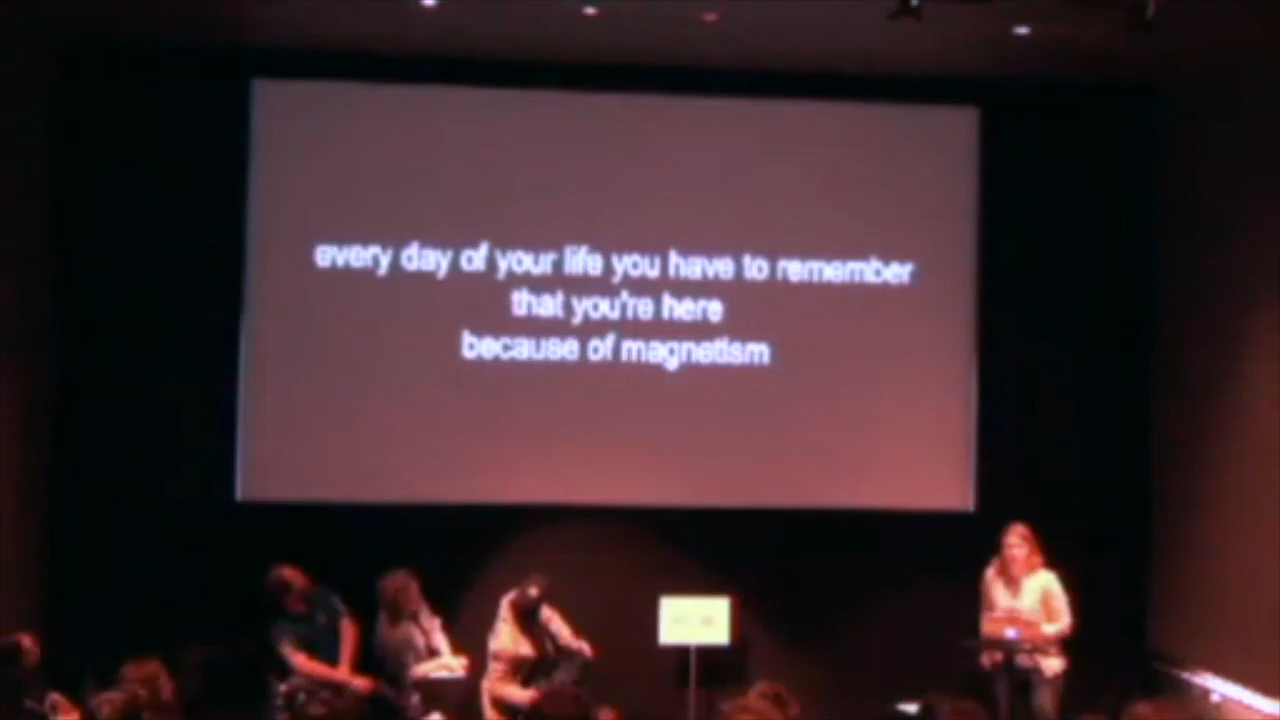 every day of your life you have to remember
that you're here
because of magnetism